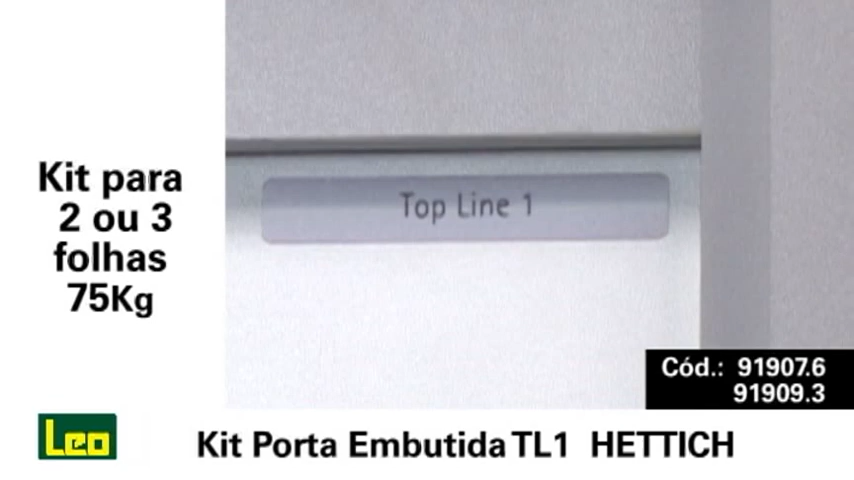 Kit para
2 ou 3
folhas
75Kg
Top Line 1
Cód.: 91907.6
91909.3
Leo
Kit Porta Embutida TL1 HETTICH